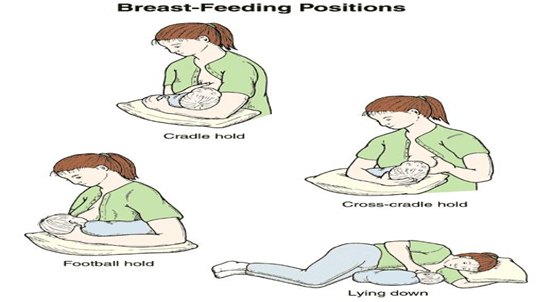 Breast-Feeding Positions
Cradle hold
Cross-cradle hold
Football hold
Lying down